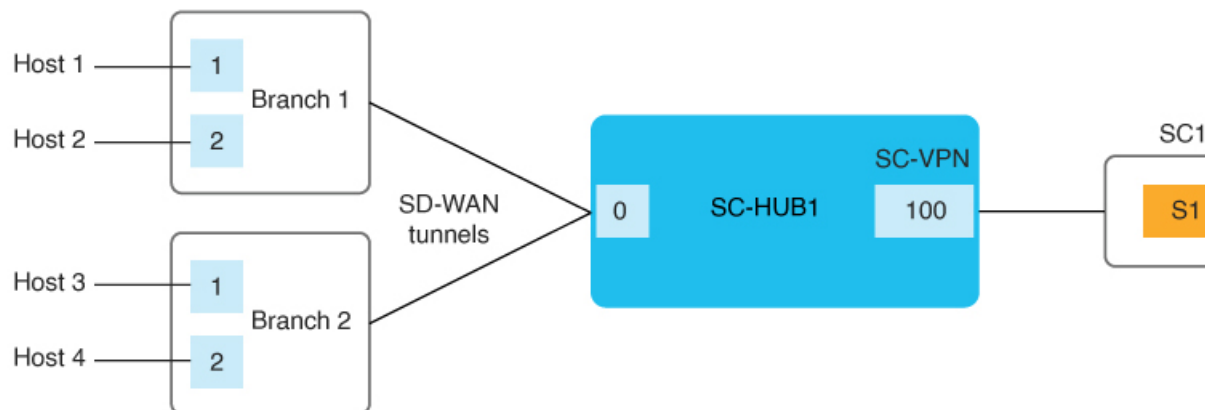 Host 1
1
Branch 1
Host 2
2
SD-WAN
tunnels
Host 3
1
Branch 2
Host 4
2
0
SC-HUB1
SC-VPN
100
SC1
S1